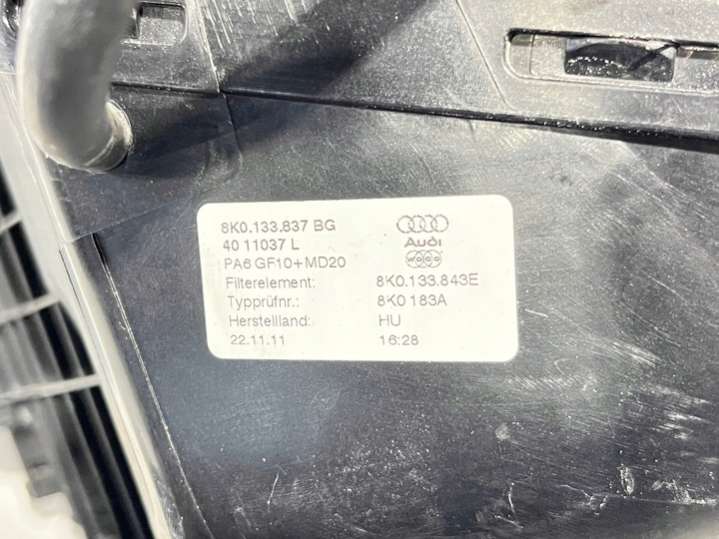 8K0.133.837 BG
40 11037 L
PA6 GF10+MD20
Audi
WOCO
Filterelement: 8K0.133.843E
Typprüfnr.: 8K0 183A
Herstellland: HU
22.11.11 16:28